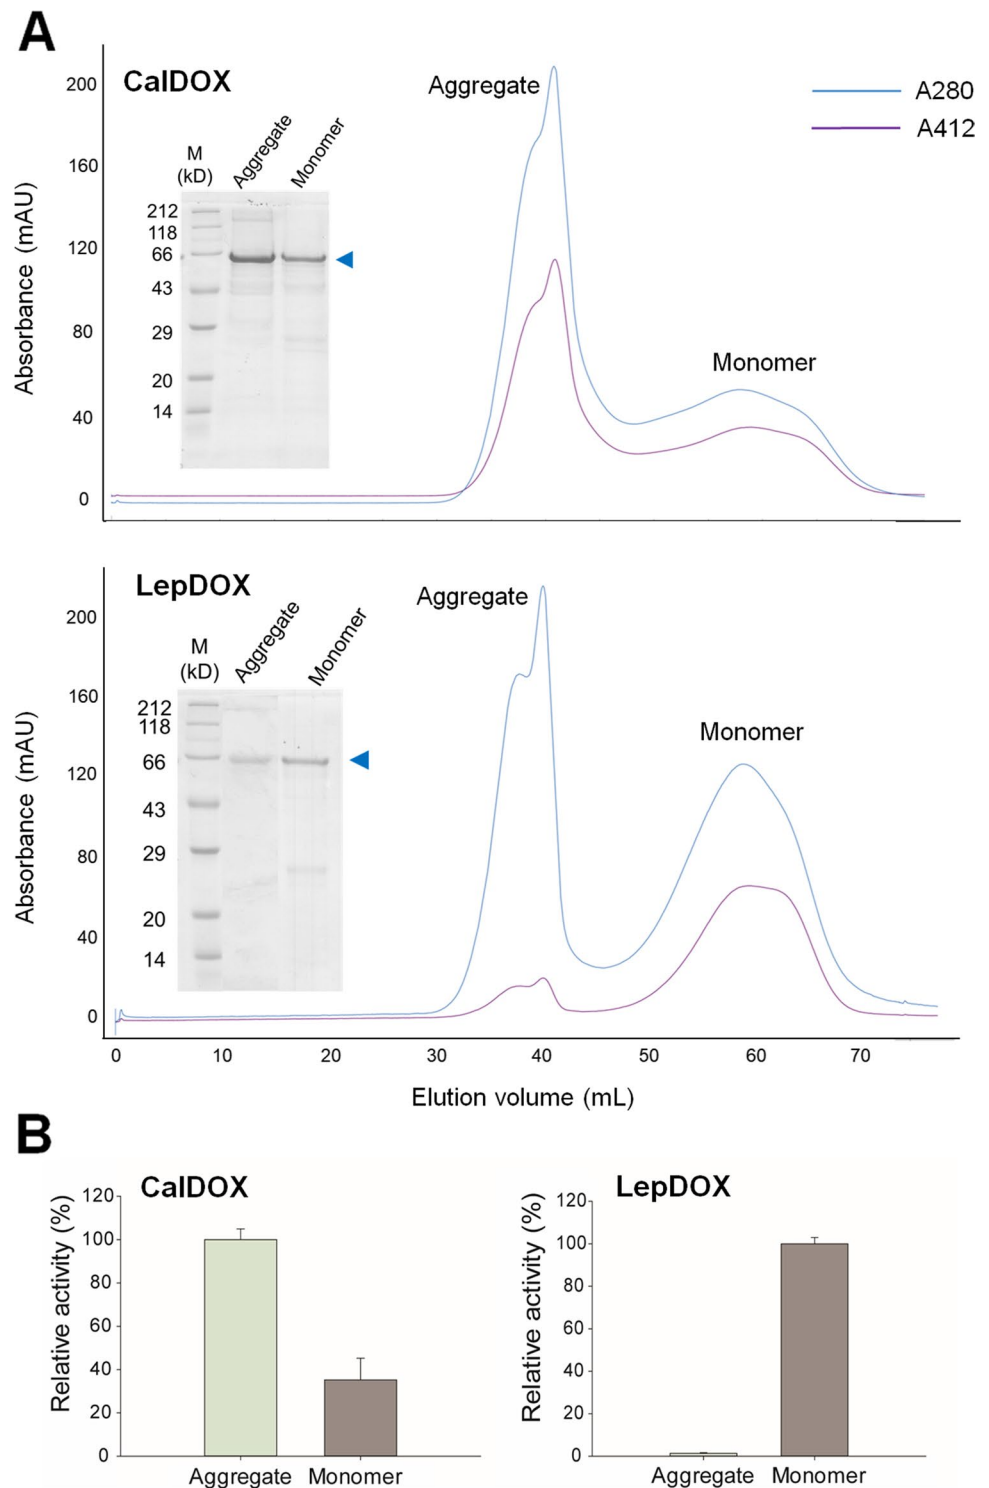 A
CalDOX
Aggregate
Monomer
A280
A412
Absorbance (mAU)
200
160
120
80
40
0
M
(kD)
Aggregate
Monomer
212
118
66
43
29
20
14
LepDOX
Aggregate
Monomer
Absorbance (mAU)
200
160
120
80
40
0
M
(kD)
Aggregate
Monomer
212
118
66
43
29
20
14
0 10 20 30 40 50 60 70
Elution volume (mL)
B
CalDOX
Relative activity (%)
120
100
80
60
40
20
0
Aggregate Monomer
LepDOX
Relative activity (%)
120
100
80
60
40
20
0
Aggregate Monomer